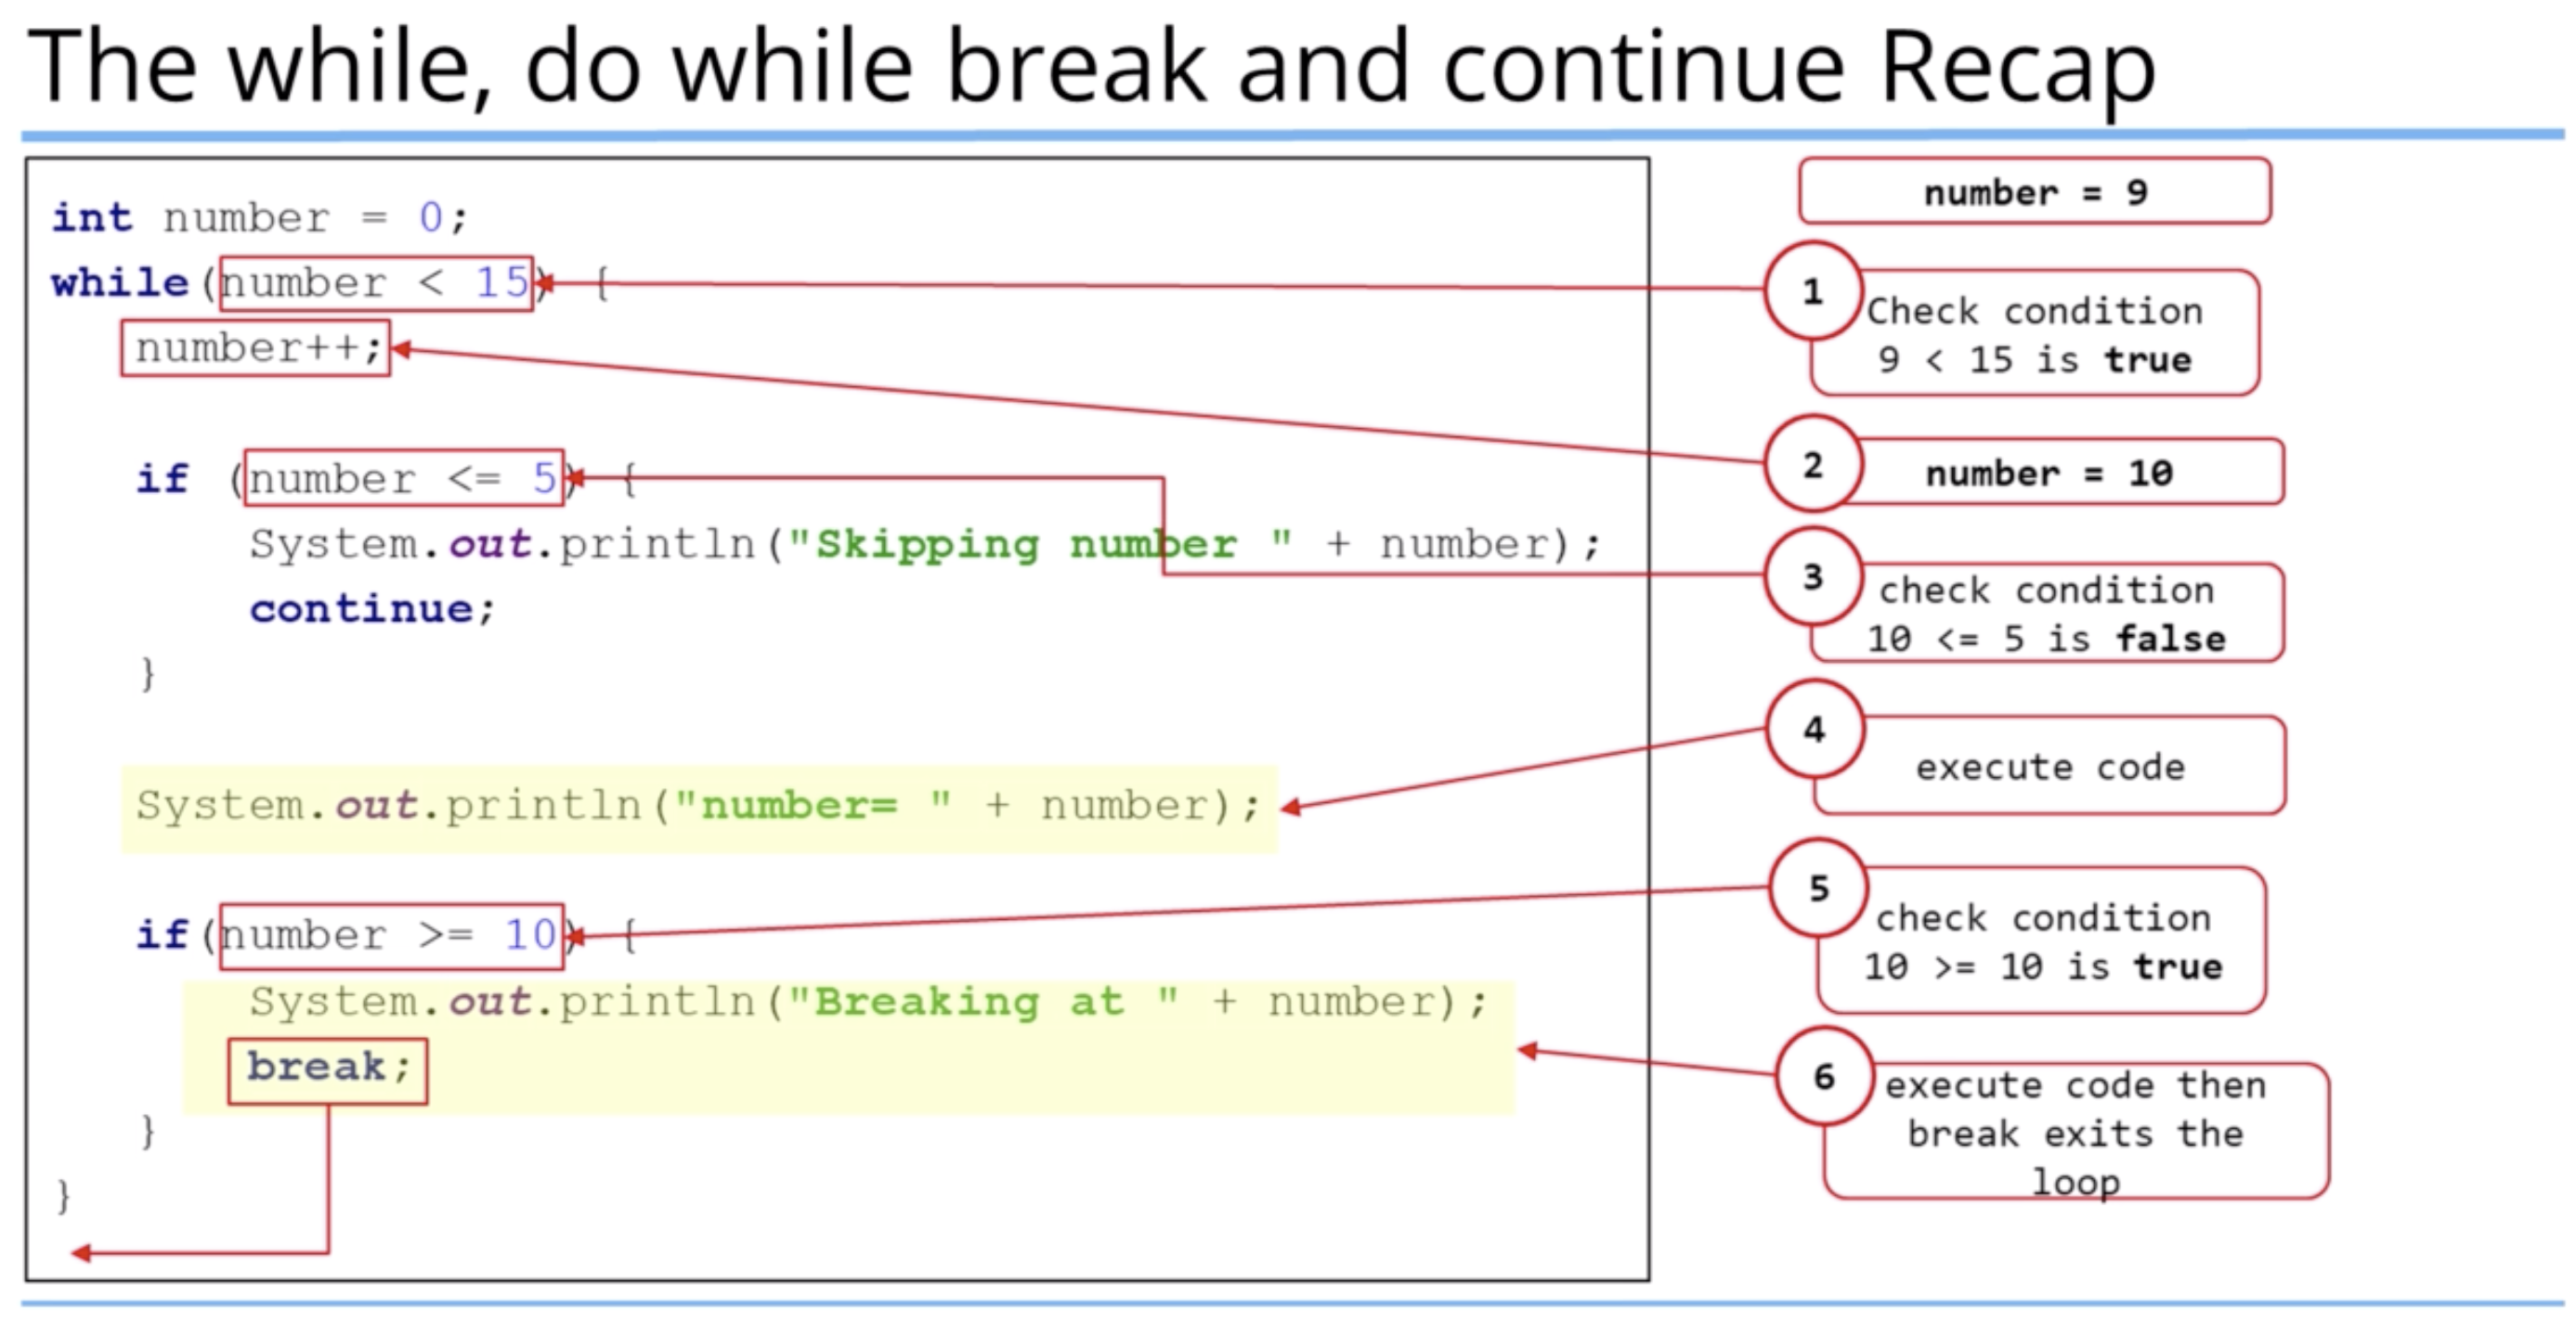 The while, do while break and continue Recap
int number = 0;
while(number < 15) {
number++;
if (number <= 5) {
System.out.println("Skipping number " + number);
continue;
}
System.out.println("number= " + number);
if(number >= 10) {
System.out.println("Breaking at " + number);
break;
}
}
number = 9
1
Check condition
9 < 15 is true
2
number = 10
3
check condition
10 <= 5 is false
4
execute code
5
check condition
10 >= 10 is true
6
execute code then
break exits the
loop